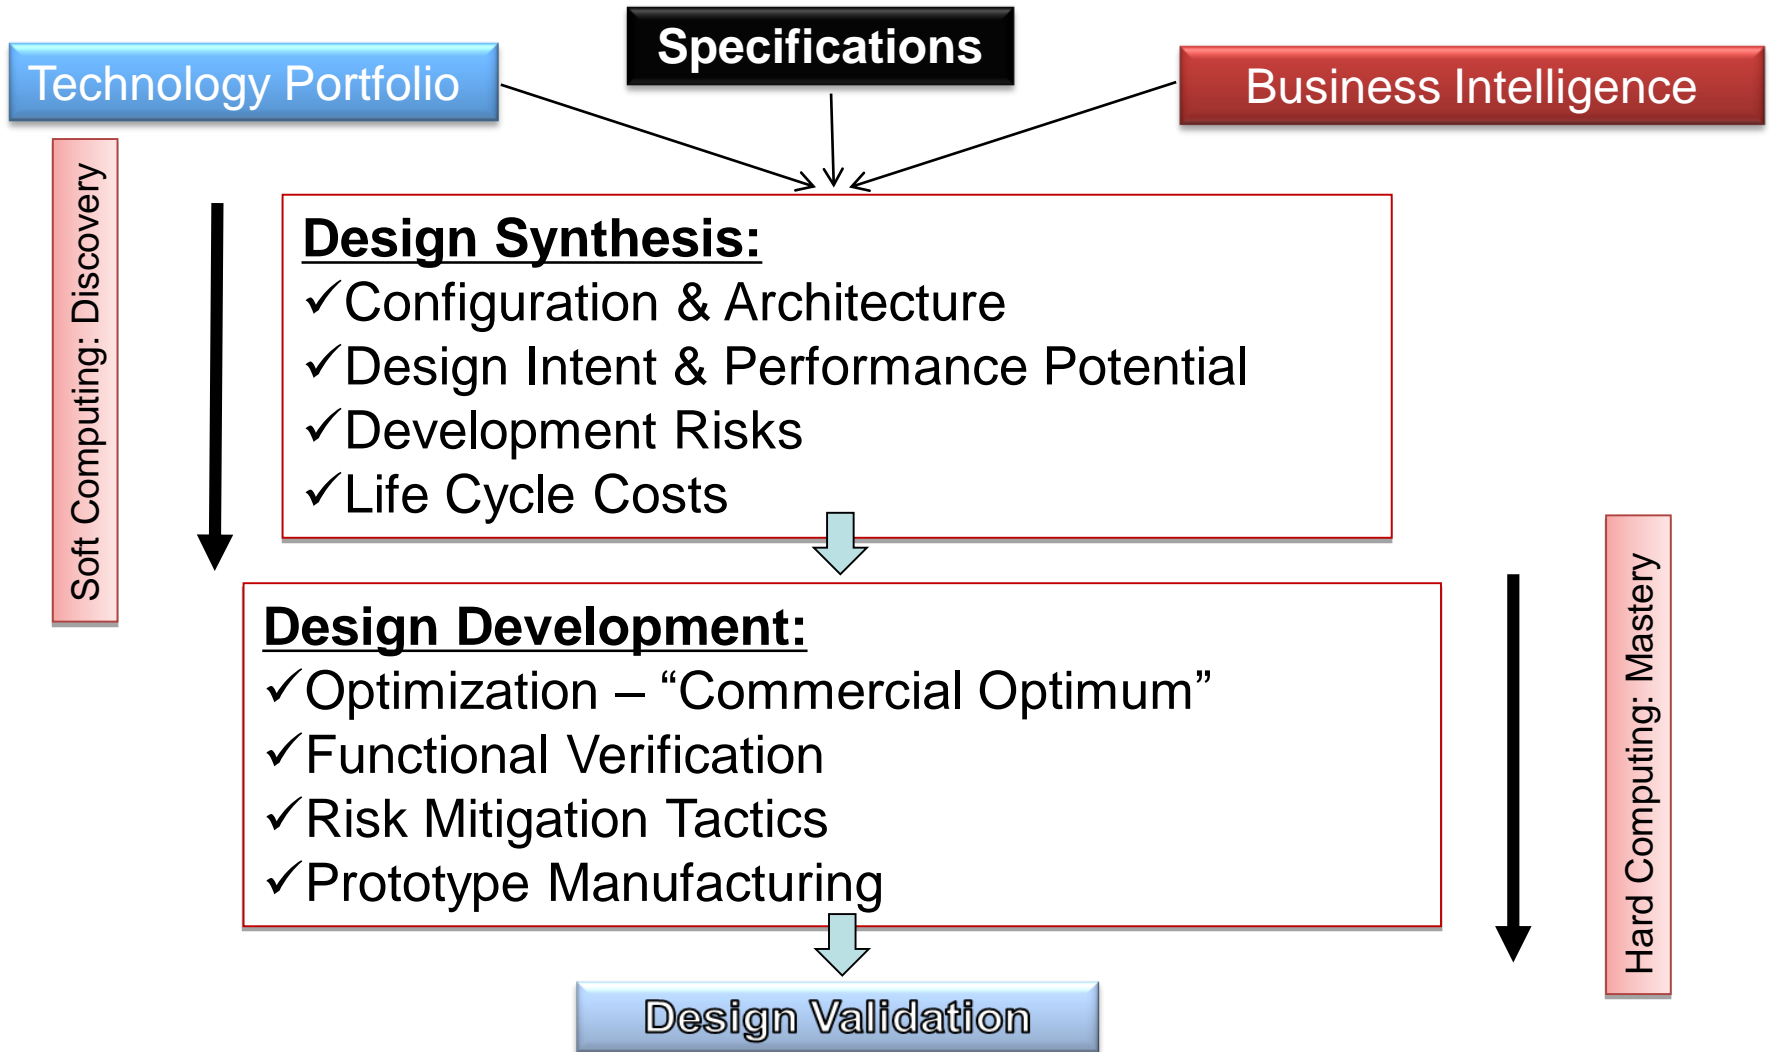 Specifications
Technology Portfolio
Business Intelligence
Soft Computing: Discovery
Design Synthesis:
✓Configuration & Architecture
✓Design Intent & Performance Potential
✓Development Risks
✓Life Cycle Costs
Hard Computing: Mastery
Design Development:
✓Optimization – “Commercial Optimum”
✓Functional Verification
✓Risk Mitigation Tactics
✓Prototype Manufacturing
Design Validation